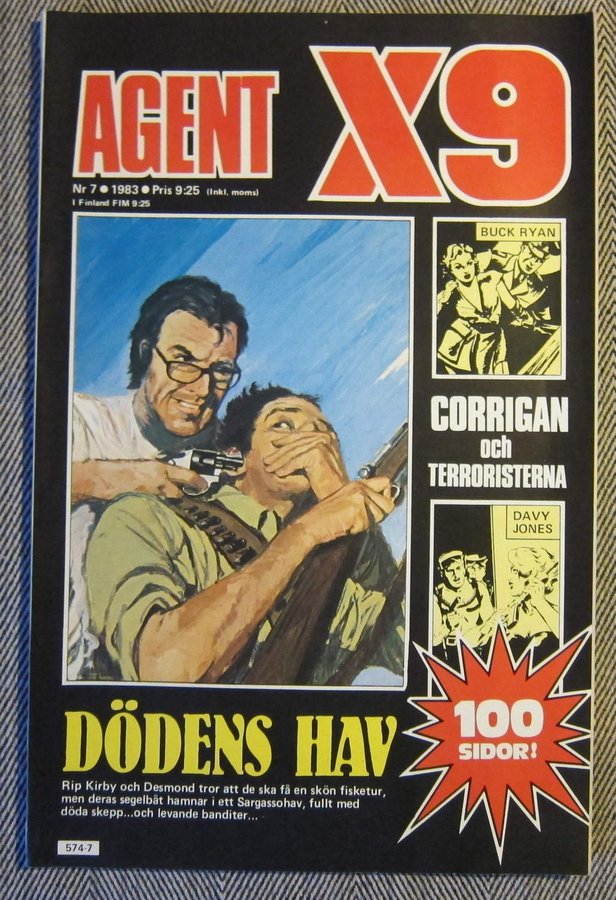 AGENT X9
Nr 7 ● 1983 ● Pris 9:25 (Inkl. moms)
I Finland FIM 9:25
BUCK RYAN
CORRIGAN
och
TERRORISTERNA
DAVY
JONES
100
SIDOR!
DÖDENS HAV
Rip Kirby och Desmond tror att de ska få en skön fisketur,
men deras segelbåt hamnar i ett Sargassohav, fullt med
döda skepp...och levande banditer...
574-7